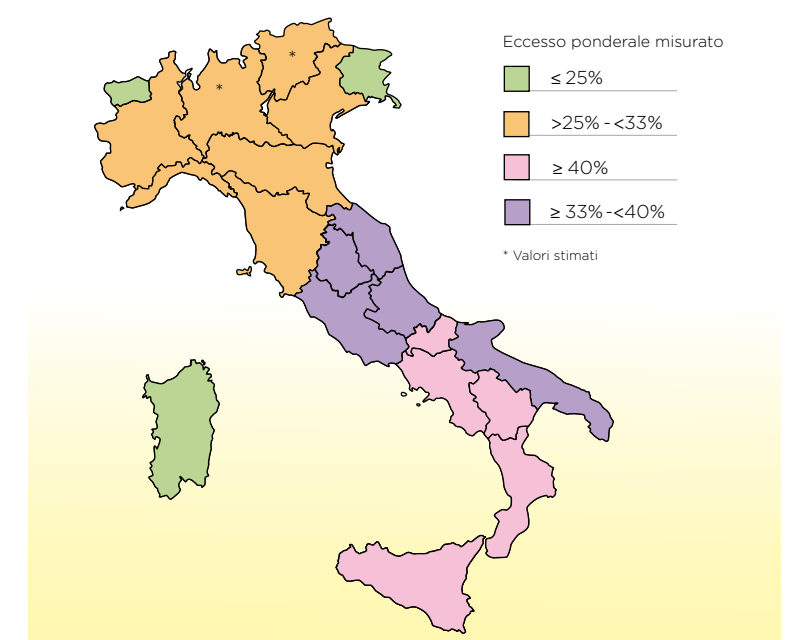 Eccesso ponderale misurato
≤ 25%
>25% - <33%
≥ 40%
≥ 33% -<40%
* Valori stimati
*
*